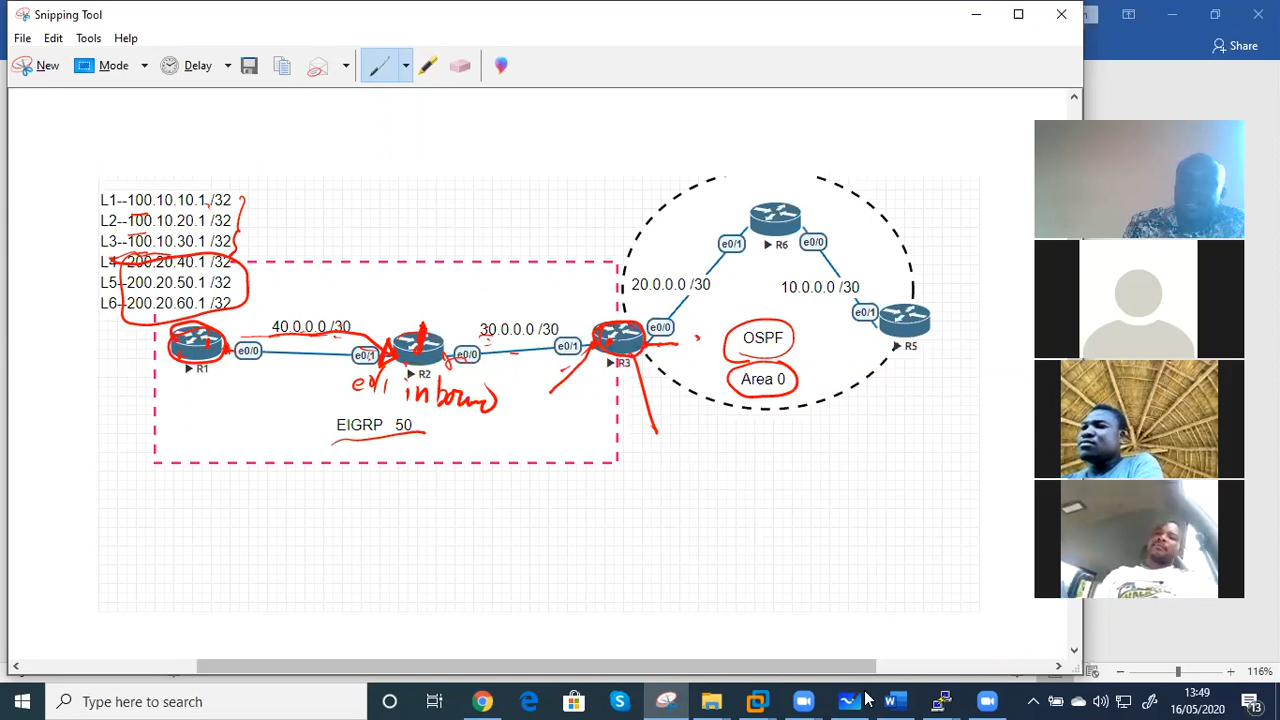 Snipping Tool
Share
File Edit Tools Help
New Mode Delay
L1--100.10.10.1 /32
L2--100.10.20.1 /32
L3--100.10.30.1 /32
L4--200.20.40.1 /32
L5--200.20.50.1 /32
L6--200.20.60.1 /32
R6
e0/1
e0/0
20.0.0.0 /30
10.0.0.0 /30
40.0.0.0 /30
30.0.0.0 /30
e0/0
e0/1
R5
OSPF
Area 0
e0/0
e0/1
e0/0
e0/1
R1
R2
R3
e0/1 inbound
EIGRP 50
116%
Type here to search
13:49
16/05/2020
13